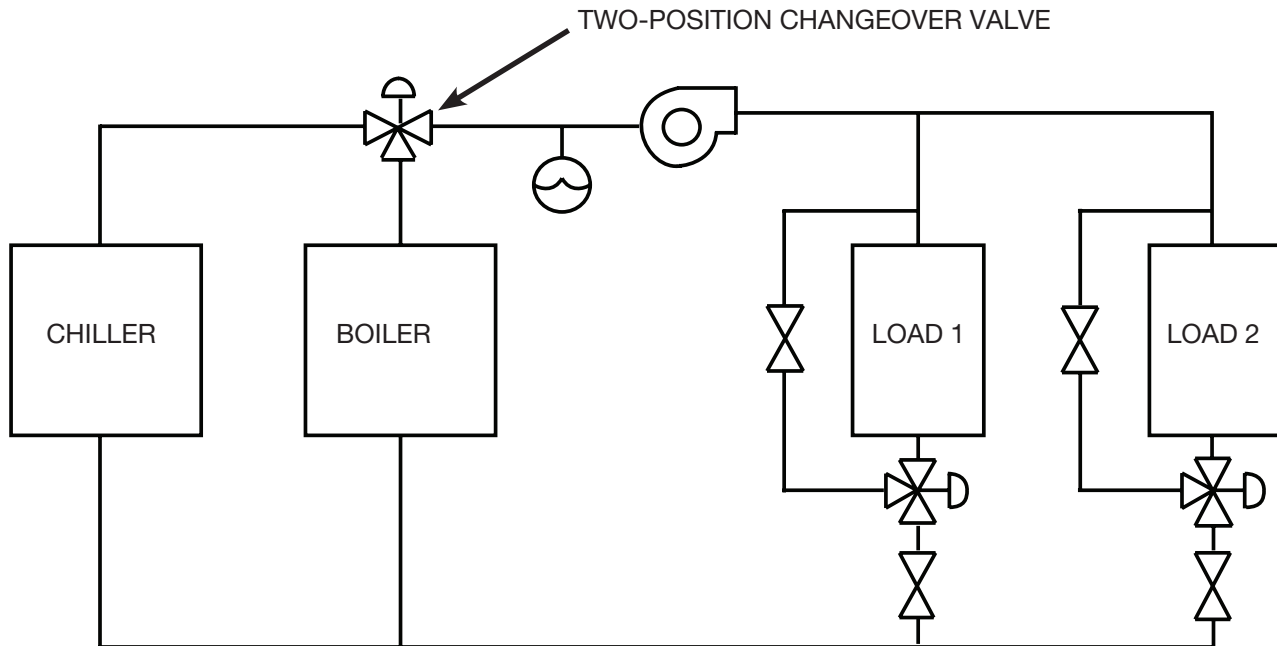 TWO-POSITION CHANGEOVER VALVE
CHILLER
BOILER
LOAD 1
LOAD 2